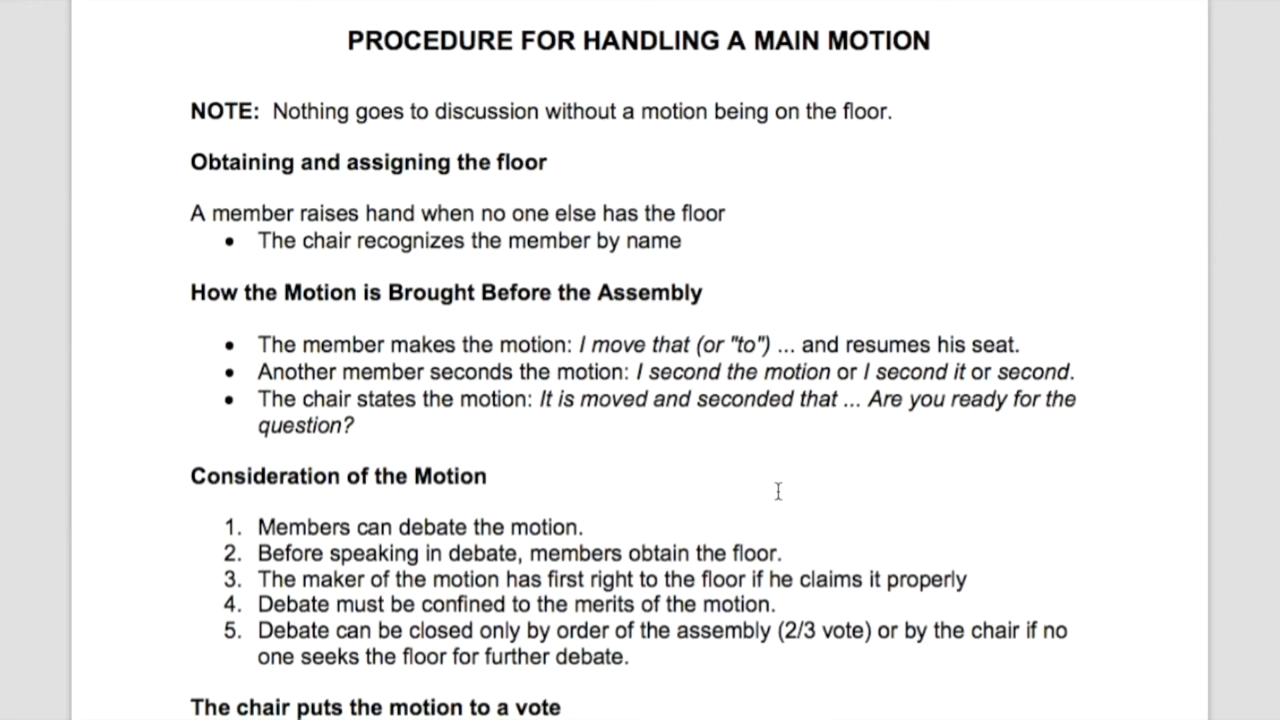 PROCEDURE FOR HANDLING A MAIN MOTION
NOTE: Nothing goes to discussion without a motion being on the floor.
Obtaining and assigning the floor
A member raises hand when no one else has the floor
• The chair recognizes the member by name
How the Motion is Brought Before the Assembly
• The member makes the motion: I move that (or "to") ... and resumes his seat.
• Another member seconds the motion: I second the motion or I second it or second.
• The chair states the motion: It is moved and seconded that ... Are you ready for the
question?
Consideration of the Motion
1. Members can debate the motion.
2. Before speaking in debate, members obtain the floor.
3. The maker of the motion has first right to the floor if he claims it properly
4. Debate must be confined to the merits of the motion.
5. Debate can be closed only by order of the assembly (2/3 vote) or by the chair if no
one seeks the floor for further debate.
The chair puts the motion to a vote